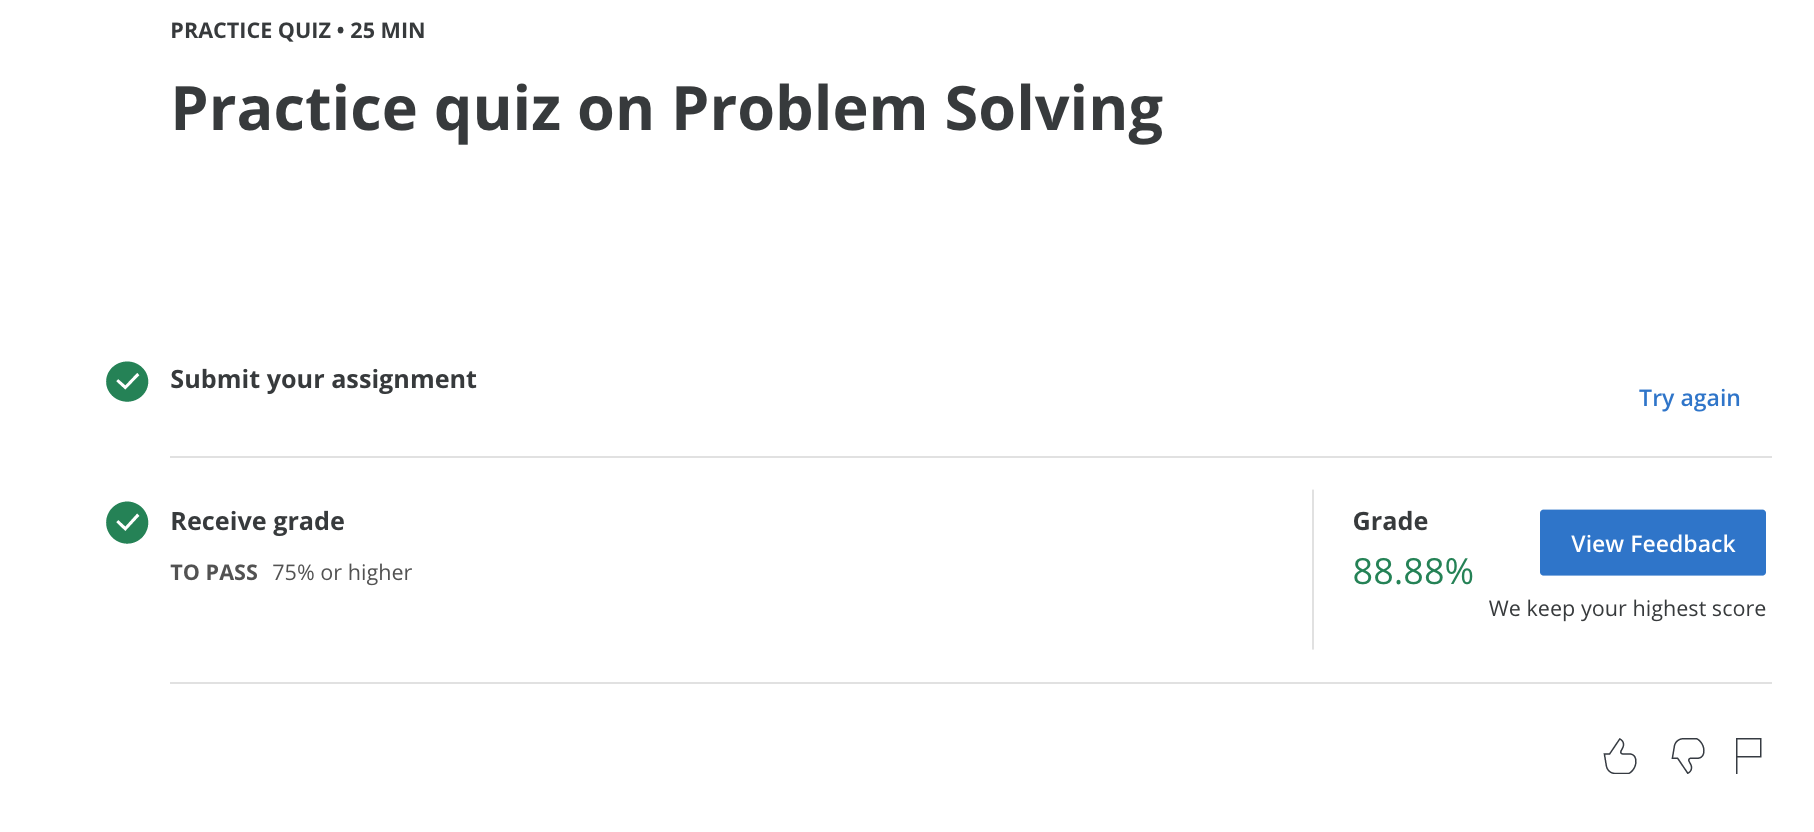 PRACTICE QUIZ • 25 MIN
Practice quiz on Problem Solving
Submit your assignment
Try again
Receive grade
TO PASS 75% or higher
Grade
88.88%
View Feedback
We keep your highest score